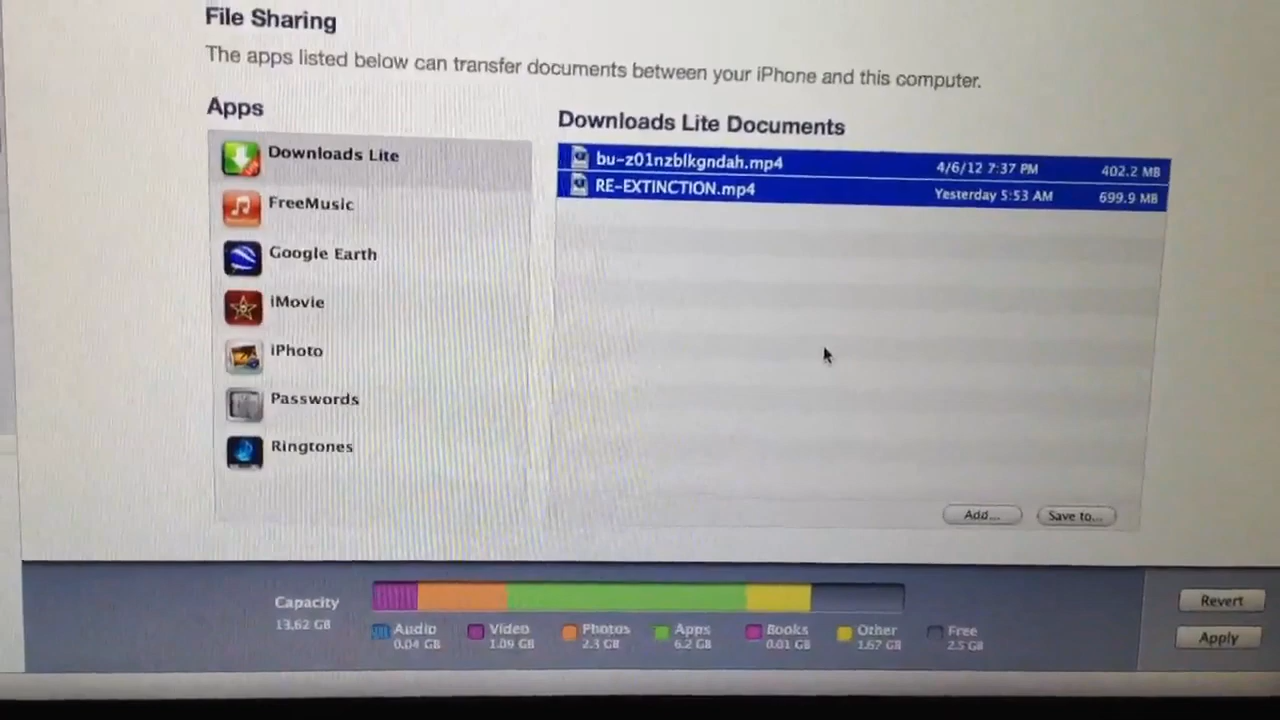 File Sharing
The apps listed below can transfer documents between your iPhone and this computer.
Apps
Downloads Lite
FreeMusic
Google Earth
iMovie
iPhoto
Passwords
Ringtones
Downloads Lite Documents
bu-z01nzblkgndah.mp4 4/6/12 7:37 PM 402.2 MB
RE-EXTINCTION.mp4 Yesterday 5:53 AM 699.9 MB
Add... Save to...
Capacity
13.62 GB
Audio Video Photos Apps Books Other Free
0.04 GB 1.09 GB 2.3 GB 6.2 GB 0.01 GB 1.67 GB 2.5 GB
Revert
Apply